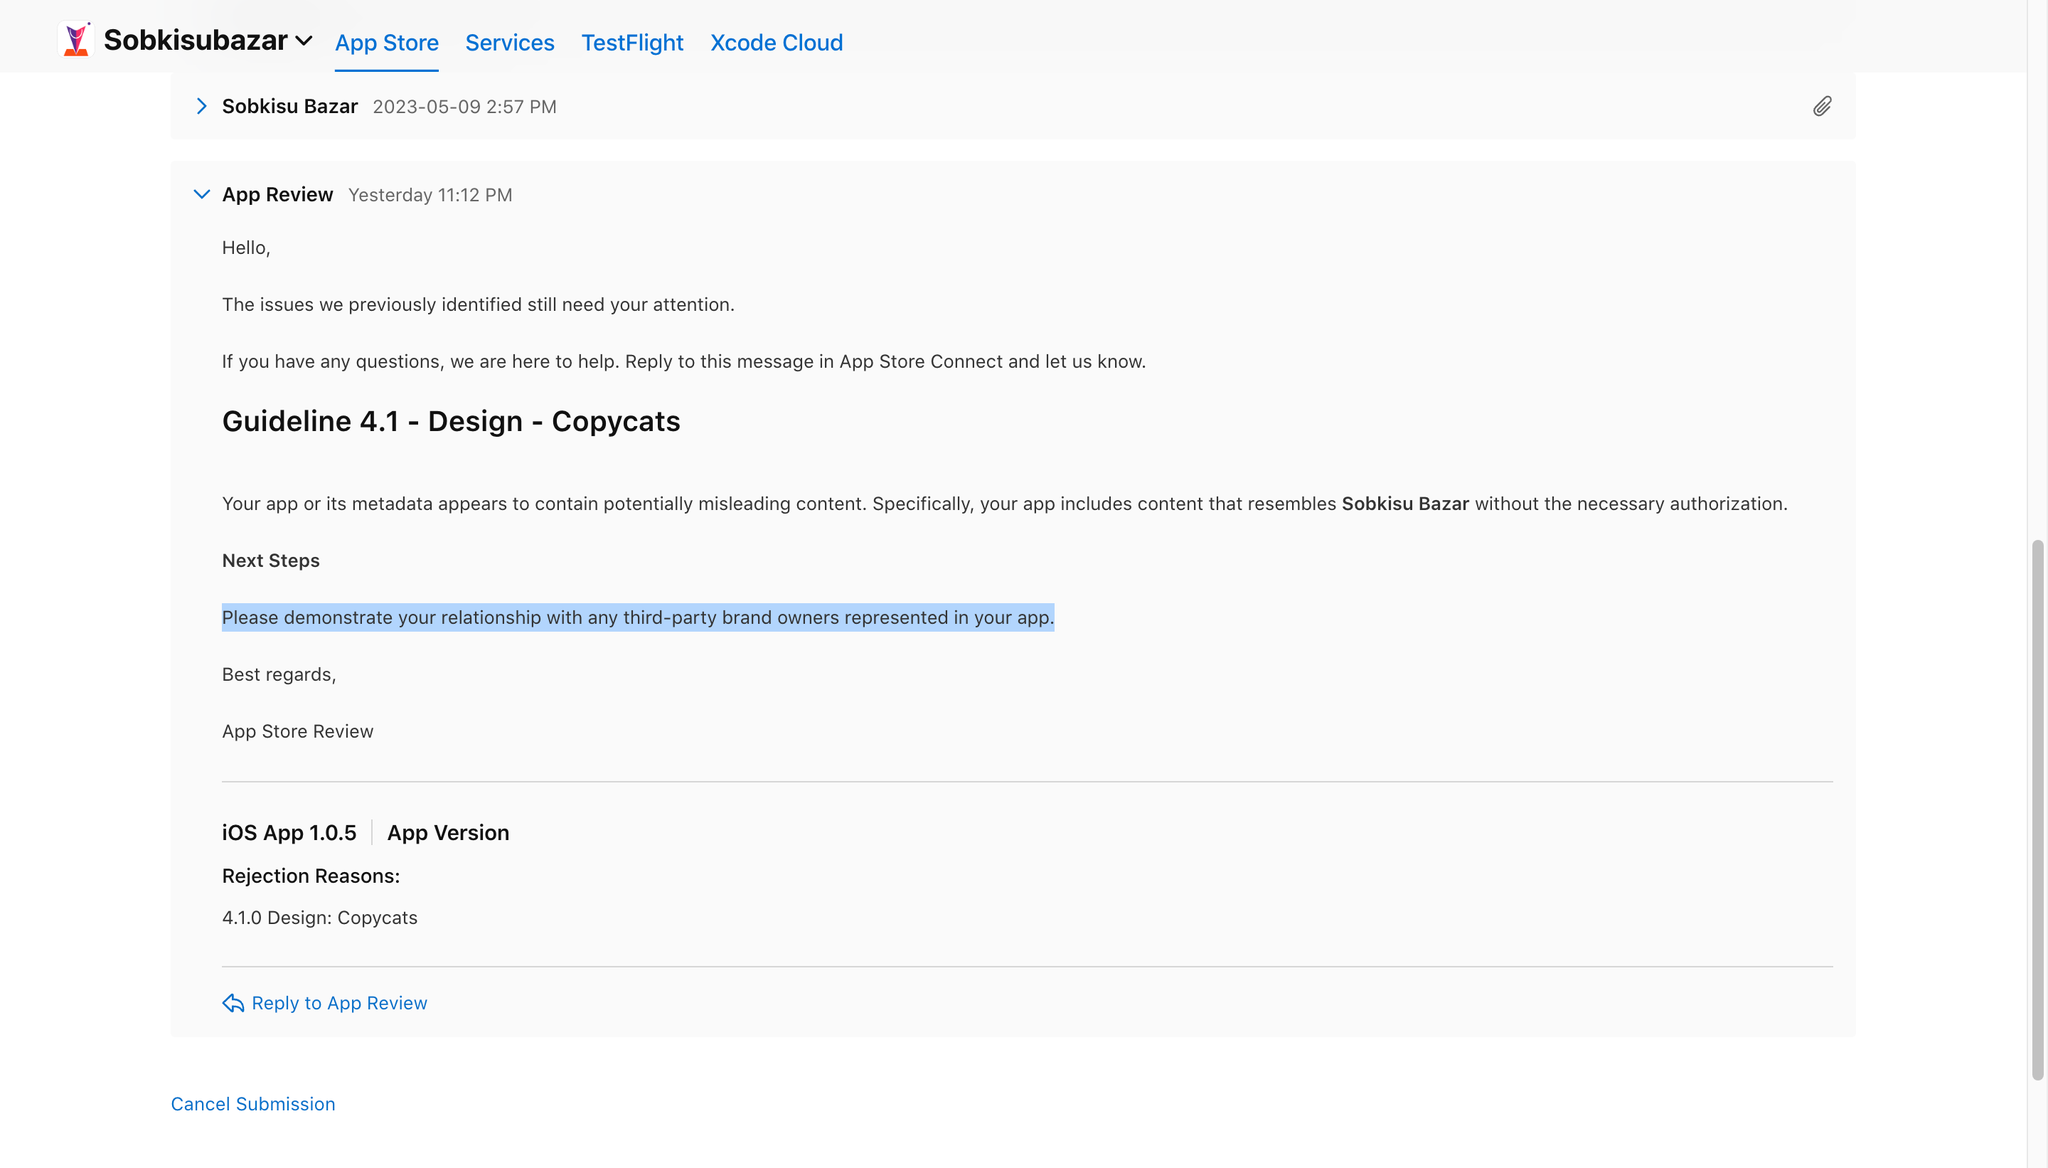 Sobkisubazar App Store Services TestFlight Xcode Cloud
Sobkisu Bazar 2023-05-09 2:57 PM
App Review Yesterday 11:12 PM
Hello,
The issues we previously identified still need your attention.
If you have any questions, we are here to help. Reply to this message in App Store Connect and let us know.
Guideline 4.1 - Design - Copycats
Your app or its metadata appears to contain potentially misleading content. Specifically, your app includes content that resembles Sobkisu Bazar without the necessary authorization.
Next Steps
Please demonstrate your relationship with any third-party brand owners represented in your app.
Best regards,
App Store Review
iOS App 1.0.5 App Version
Rejection Reasons:
4.1.0 Design: Copycats
Reply to App Review
Cancel Submission